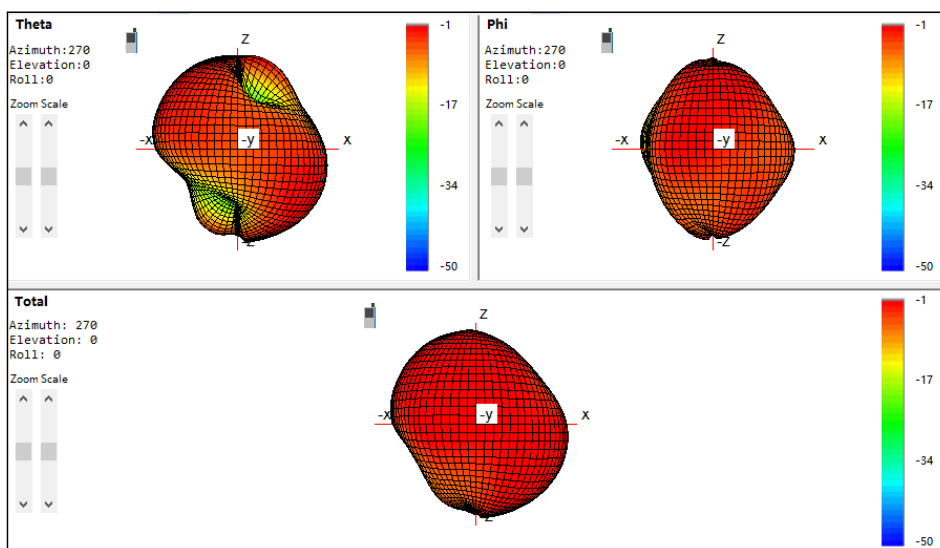 Theta
Azimuth:270
Elevation:0
Roll:0
Zoom Scale
Z
-x
-y
x
-Z
-1
-17
-34
-50
Phi
Azimuth:270
Elevation:0
Roll:0
Zoom Scale
Z
-x
-y
x
-Z
-1
-17
-34
-50
Total
Azimuth: 270
Elevation: 0
Roll: 0
Zoom Scale
Z
-x
-y
x
-Z
-1
-17
-34
-50